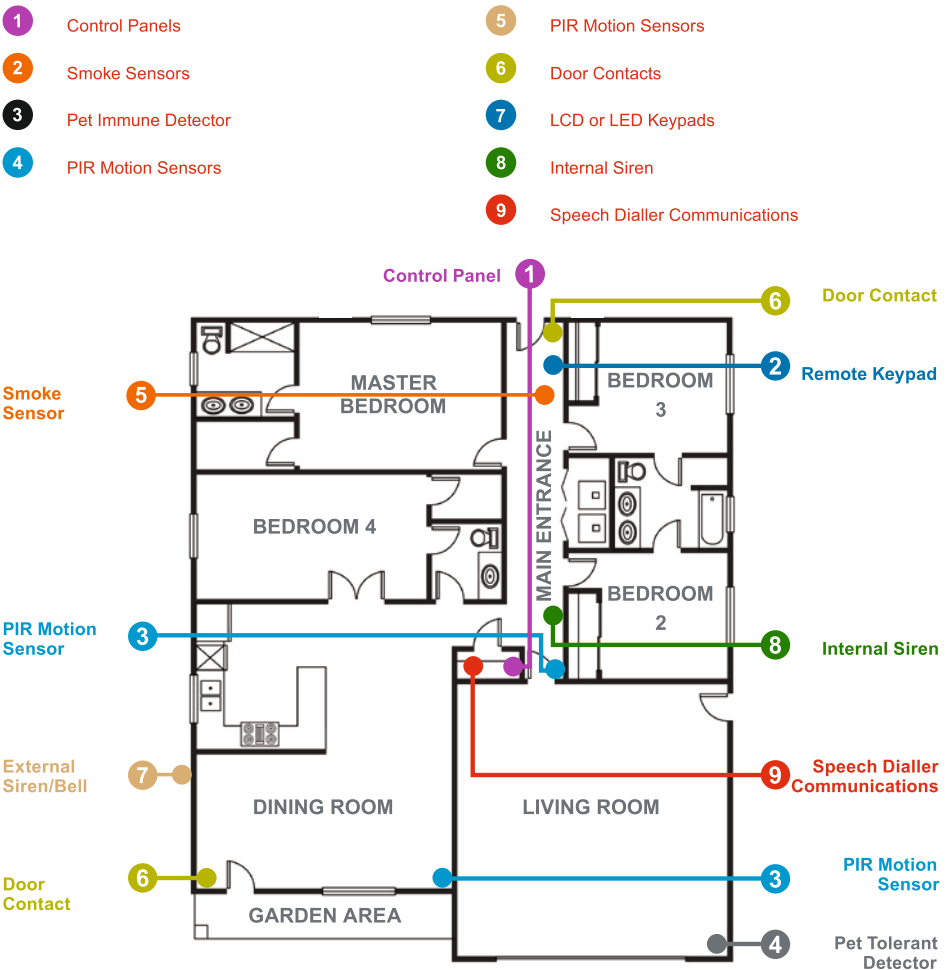 1 Control Panels
2 Smoke Sensors
3 Pet Immune Detector
4 PIR Motion Sensors
5 PIR Motion Sensors
6 Door Contacts
7 LCD or LED Keypads
8 Internal Siren
9 Speech Dialler Communications
Control Panel 1
6 Door Contact
2 Remote Keypad
Smoke
Sensor
5
MASTER
BEDROOM
BEDROOM
3
MAIN ENTRANCE
BEDROOM 4
BEDROOM
2
PIR Motion
Sensor
3
8 Internal Siren
External
Siren/Bell
7
9
Speech Dialler
Communications
DINING ROOM
LIVING ROOM
Door
Contact
6
3
PIR Motion
Sensor
GARDEN AREA
4
Pet Tolerant
Detector